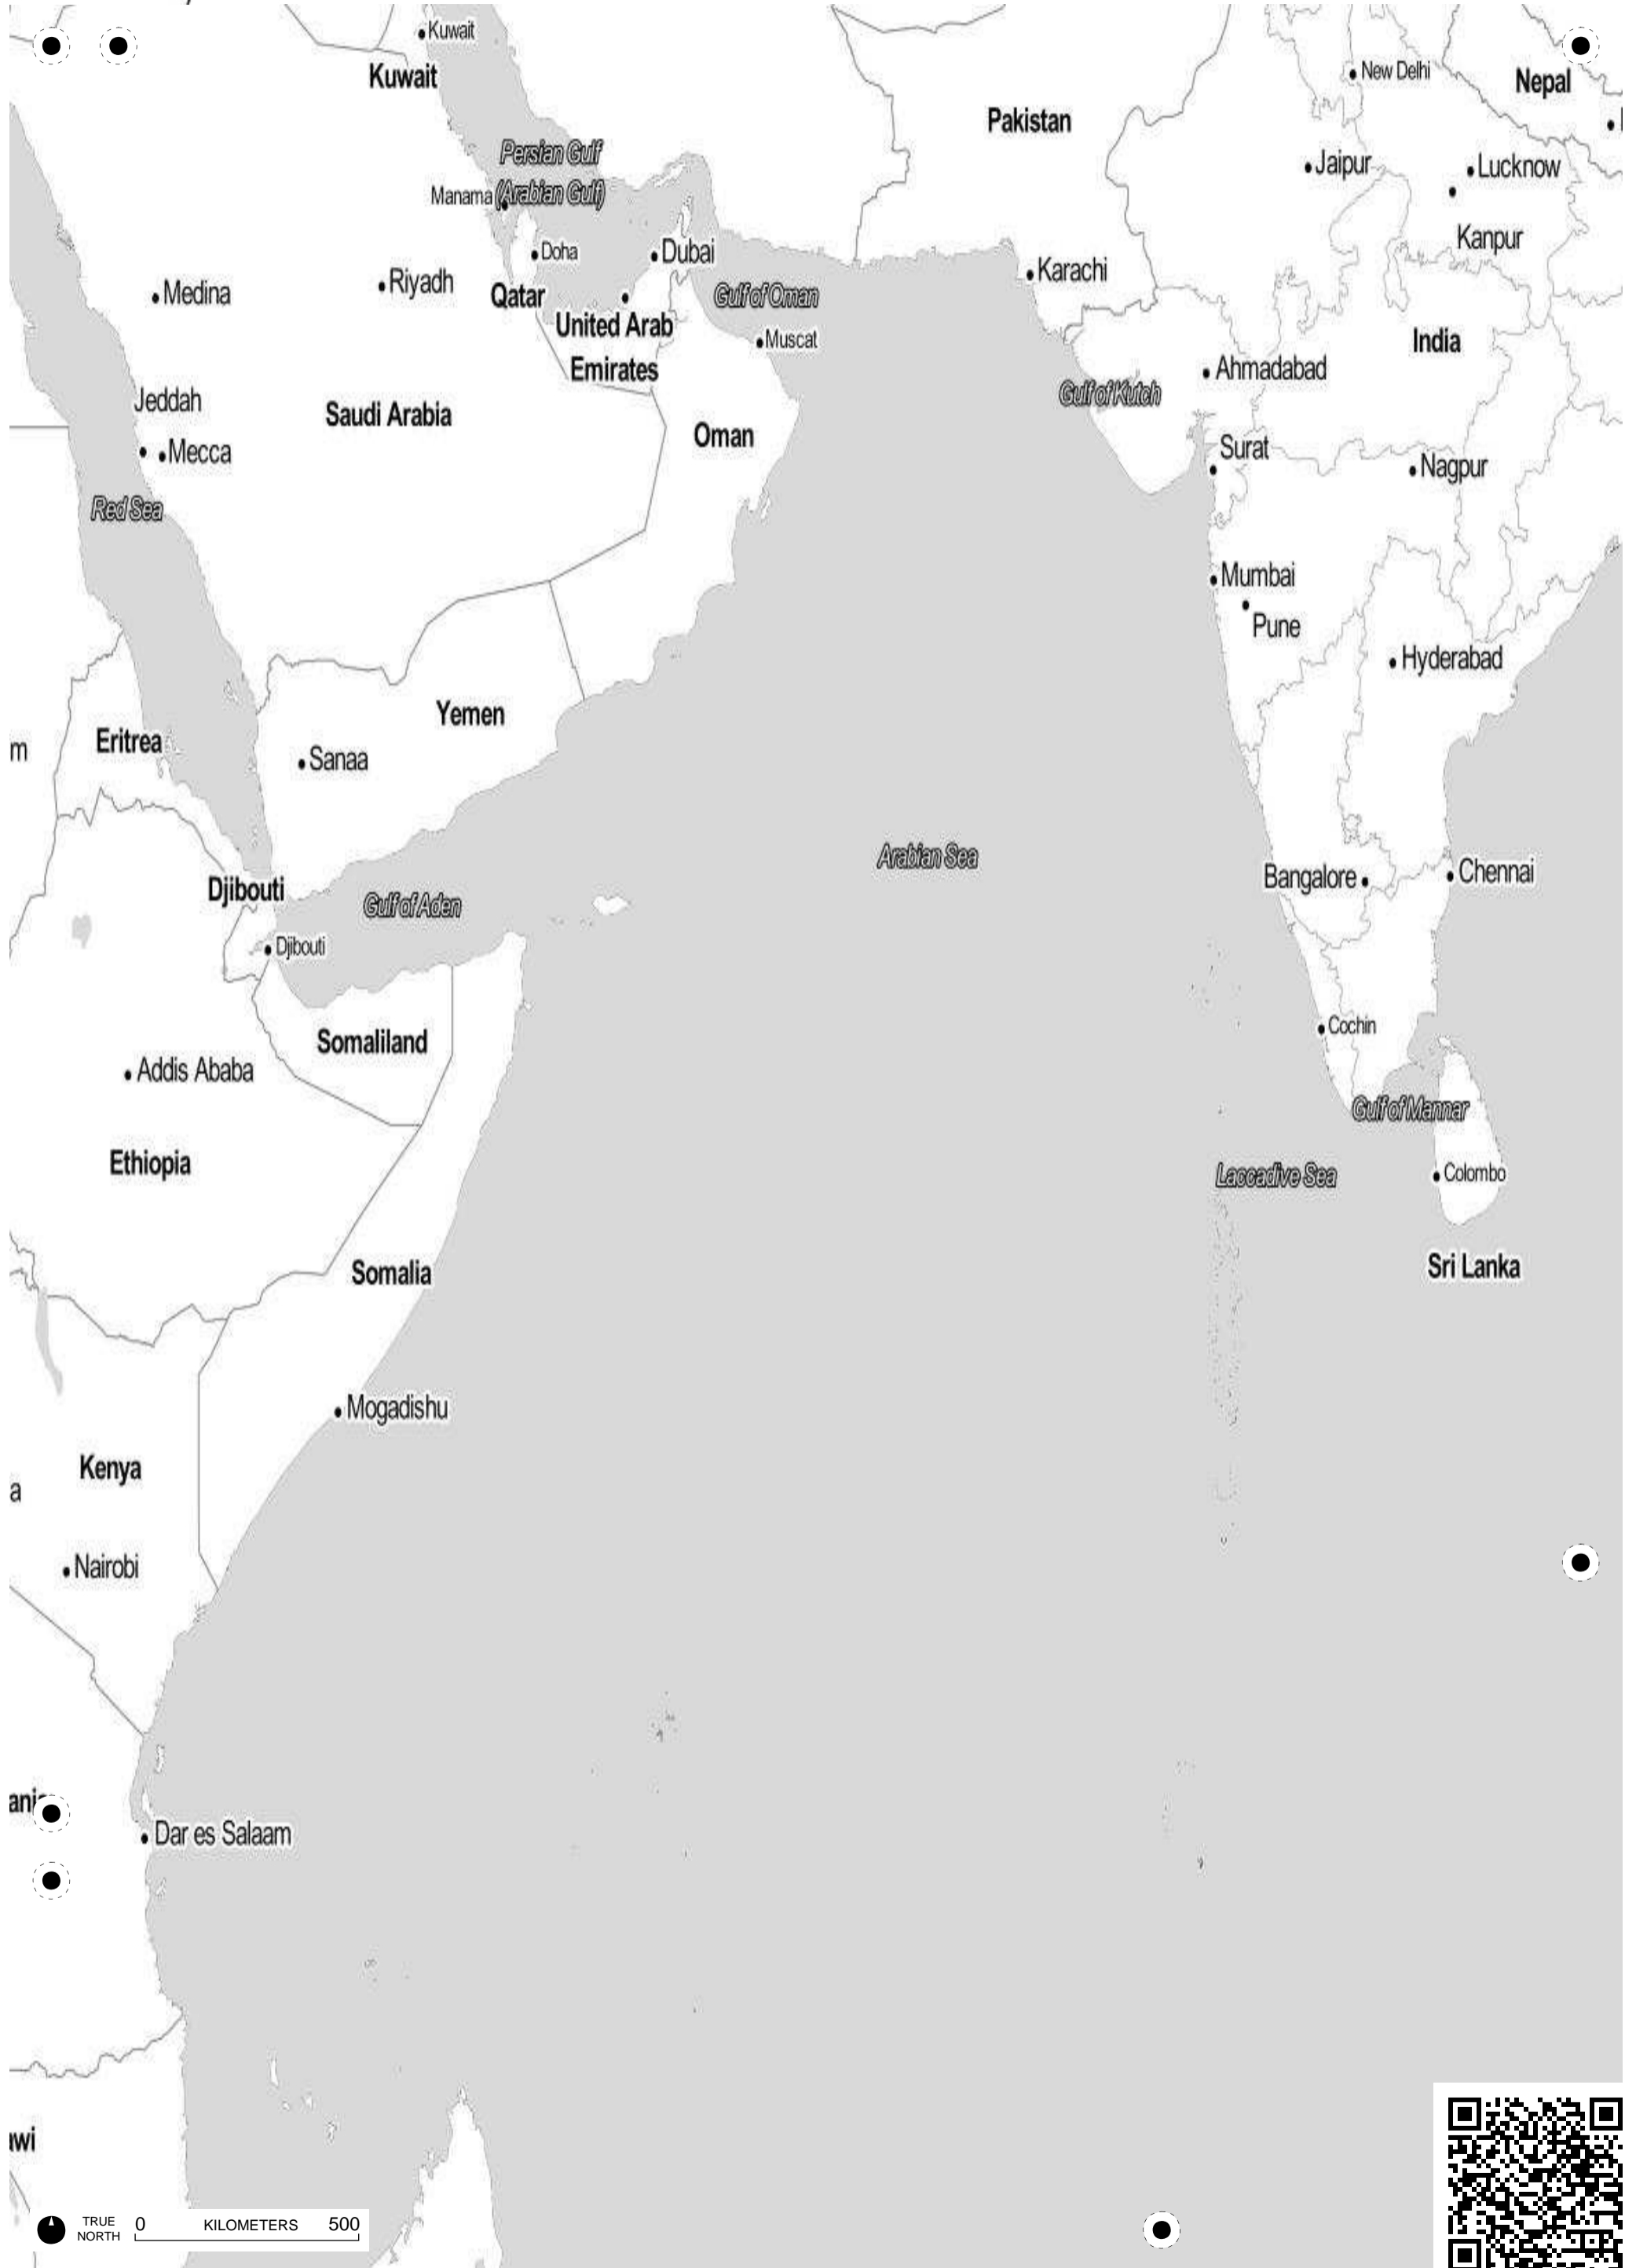 Kuwait
Kuwait
New Delhi
Nepal
Pakistan
Persian Gulf
(Arabian Gulf)
Manama
Jaipur
Lucknow
Kanpur
Doha
Dubai
Karachi
Medina
Riyadh
Qatar
Gulf of Oman
United Arab
Emirates
Muscat
India
Ahmadabad
Gulf of Kutch
Jeddah
Saudi Arabia
Oman
Mecca
Surat
Nagpur
Red Sea
Mumbai
Pune
Hyderabad
Yemen
Eritrea
m
Sanaa
Arabian Sea
Bangalore
Chennai
Djibouti
Gulf of Aden
Djibouti
Cochin
Somaliland
Addis Ababa
Gulf of Mannar
Ethiopia
Laccadive Sea
Colombo
Sri Lanka
Somalia
Mogadishu
Kenya
a
Nairobi
Dar es Salaam
TRUE
NORTH
0 KILOMETERS 500